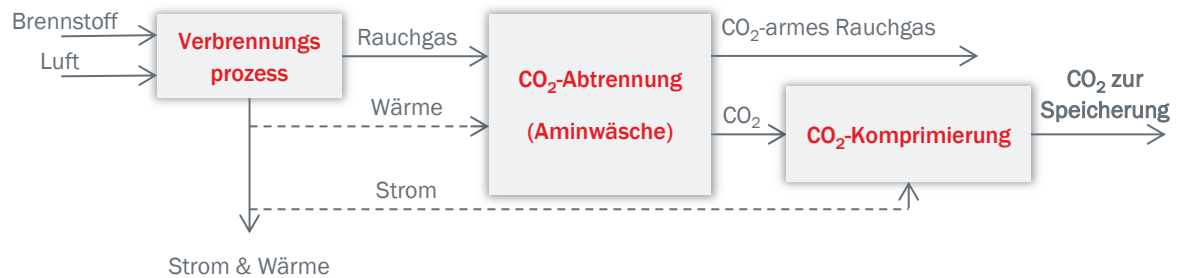 Brennstoff
Luft
Verbrennungs
prozess
Rauchgas
Wärme
Strom
Strom & Wärme
CO₂-Abtrennung
(Aminwäsche)
CO₂-armes Rauchgas
CO₂
CO₂-Komprimierung
CO₂ zur
Speicherung